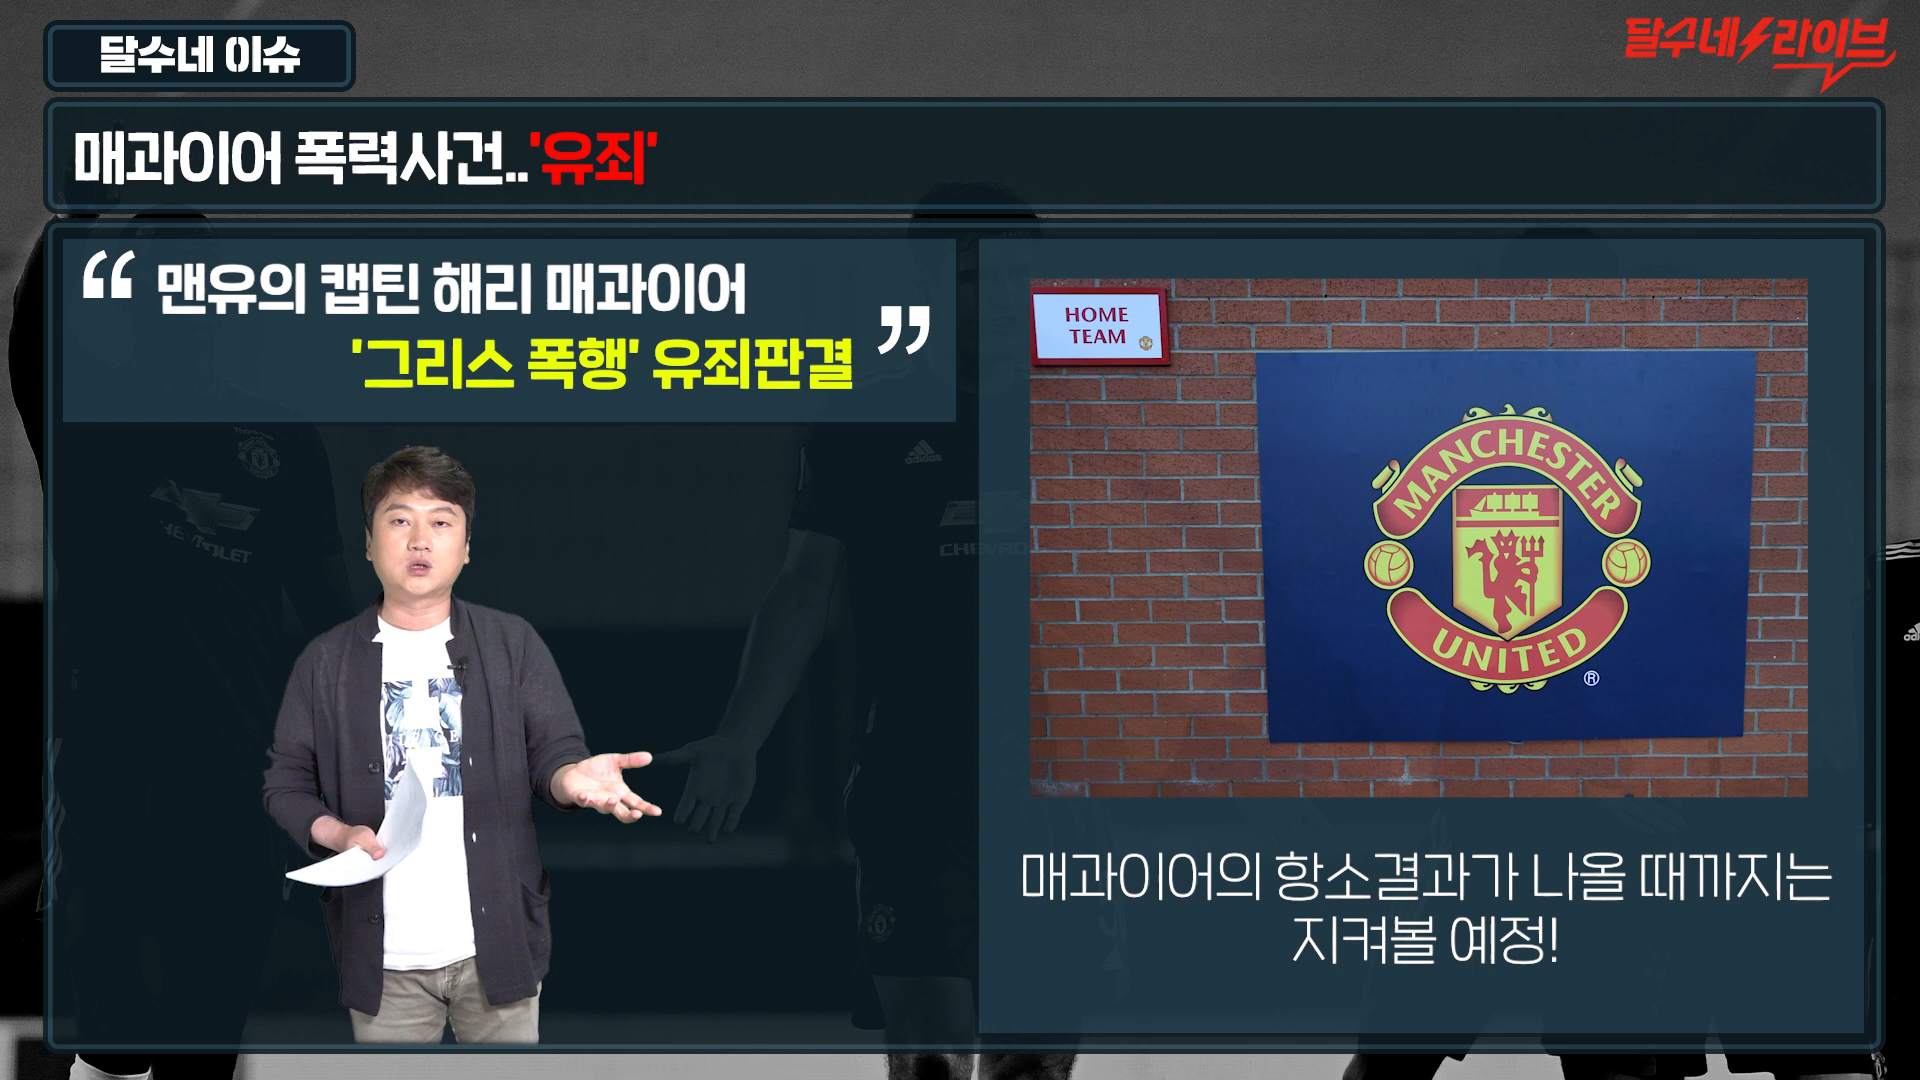 달수네 이슈
달수네 라이브
매과이어 폭력사건.. '유죄'
“ 맨유의 캡틴 해리 매과이어
'그리스 폭행' 유죄판결 ”
HOME
TEAM
MANCHESTER
UNITED
®
매과이어의 항소결과가 나올 때까지는
지켜볼 예정!
adidas
CHEVROLET
CHEVRO